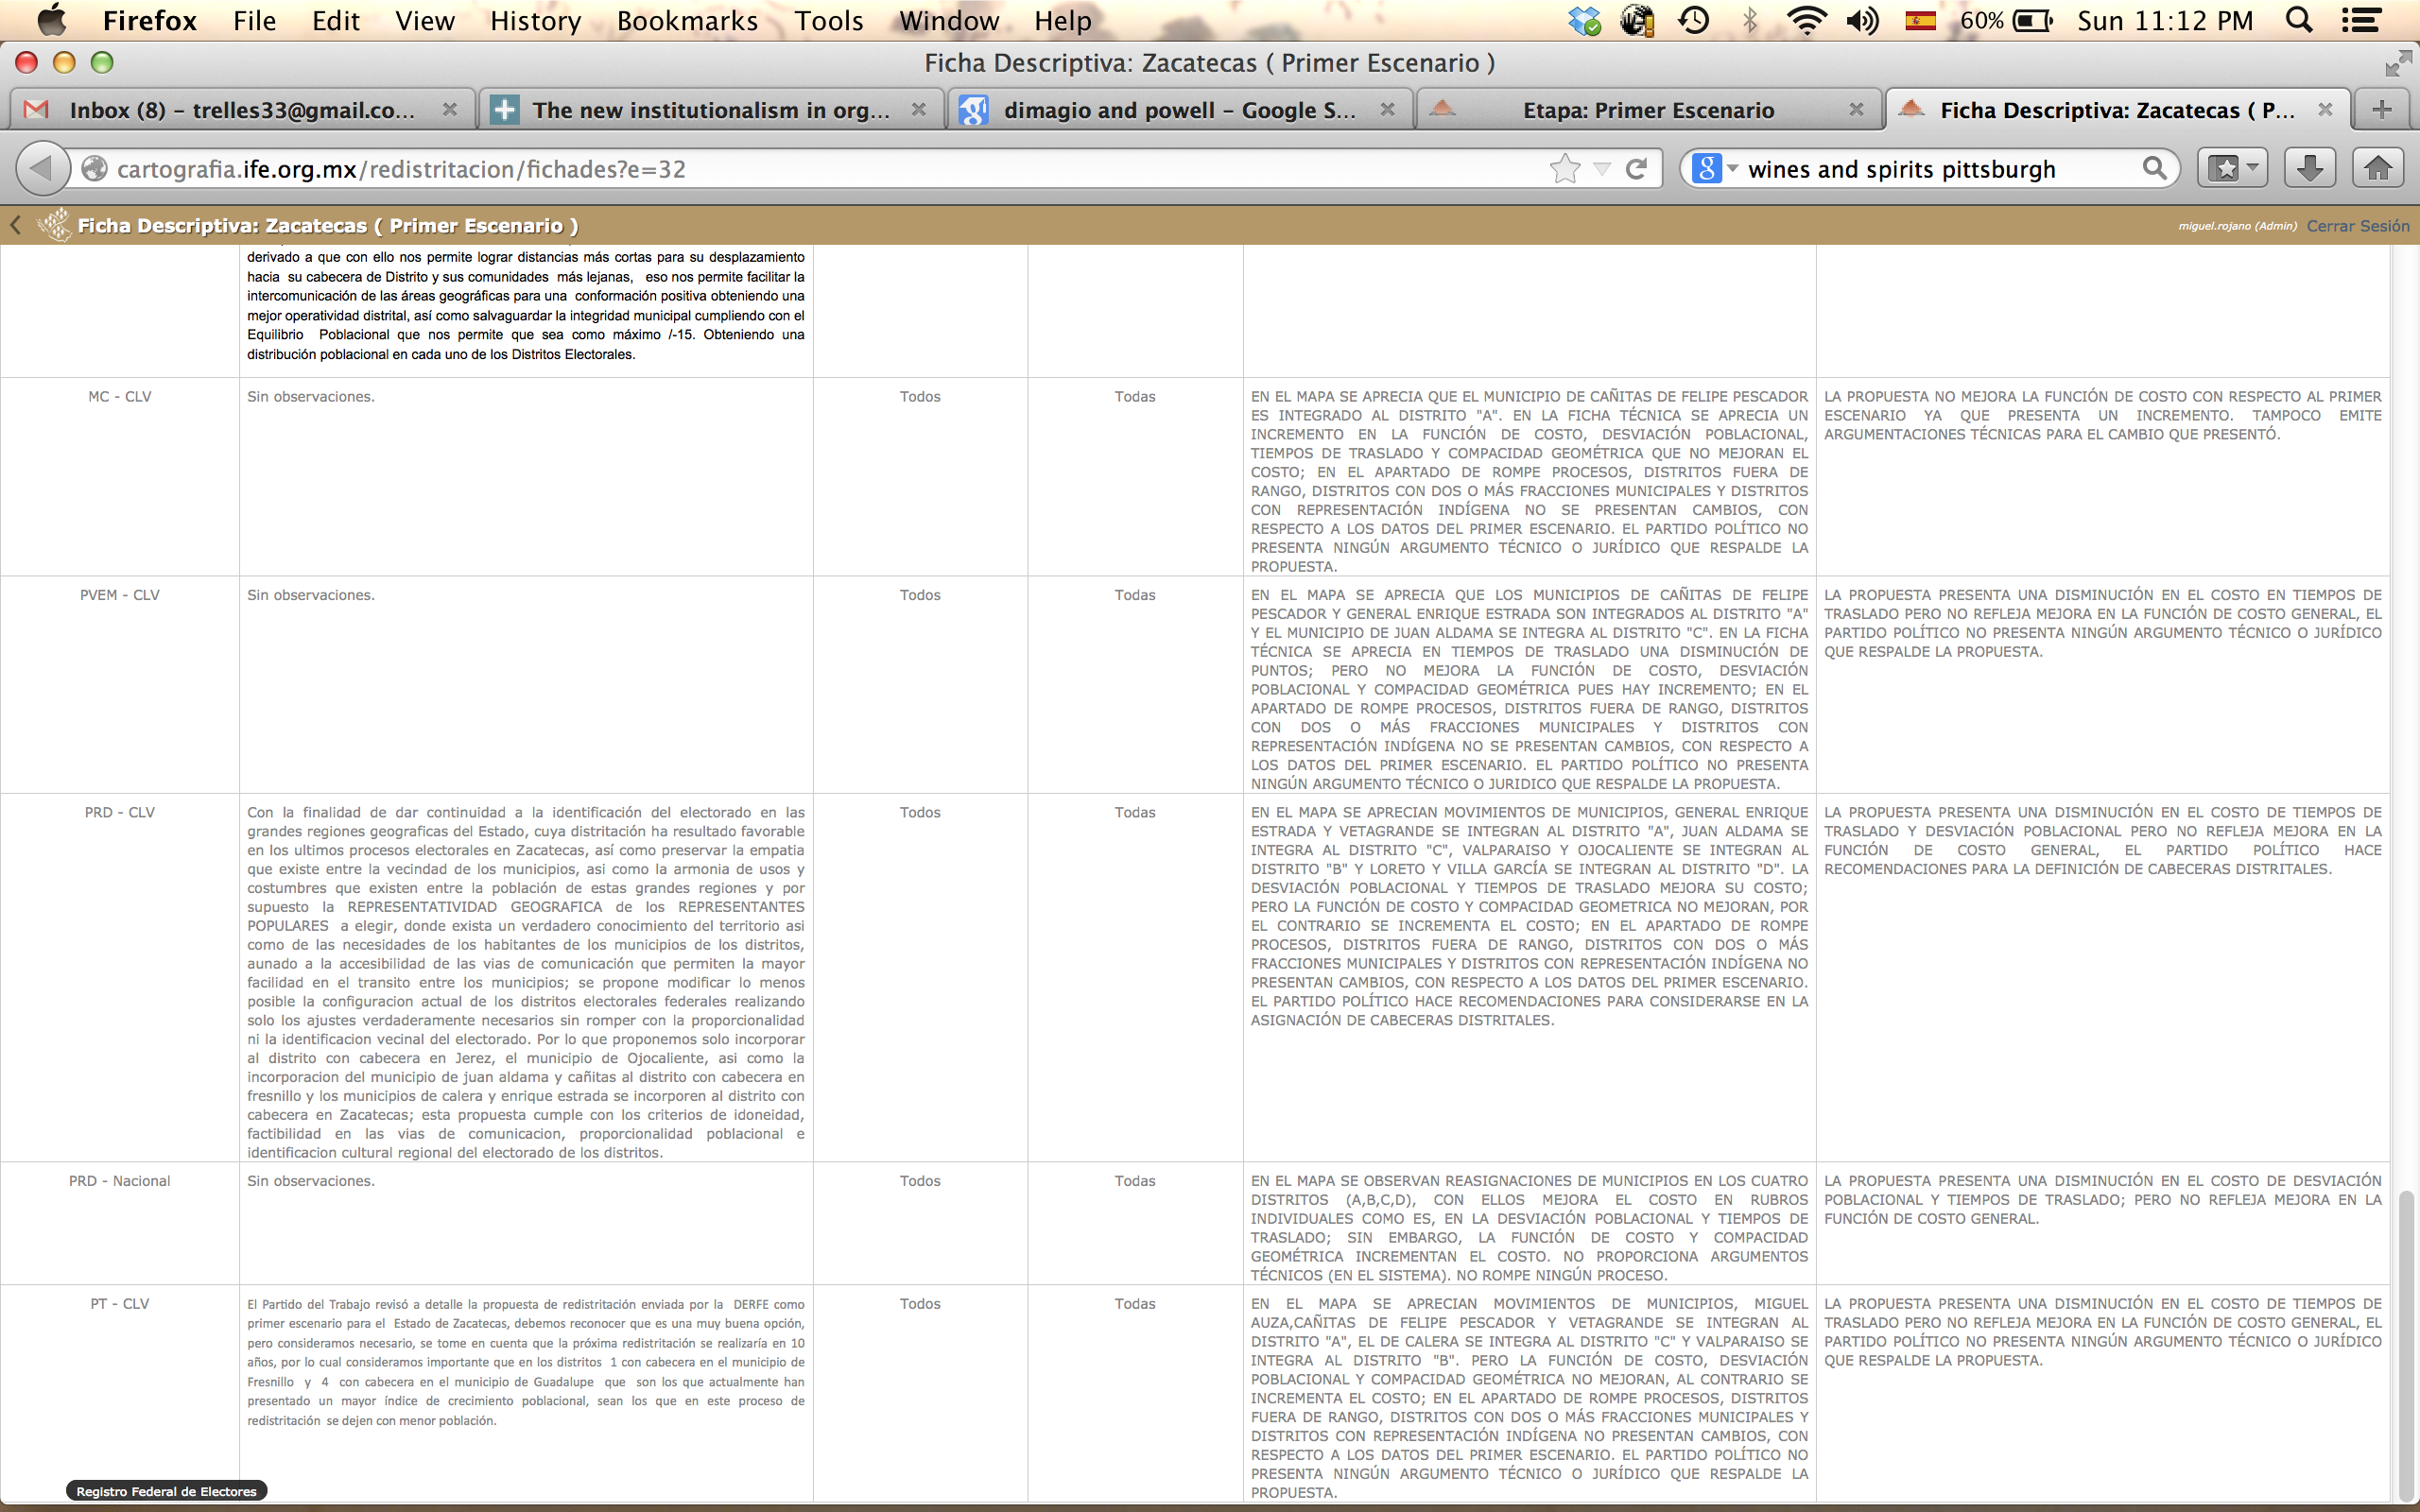 Firefox File Edit View History Bookmarks Tools Window Help 60% Sun 11:12 PM
Ficha Descriptiva: Zacatecas ( Primer Escenario )
Inbox (8) – trelles33@gmail.co... The new institutionalism in org... dimagio and powell – Google S... Etapa: Primer Escenario Ficha Descriptiva: Zacatecas ( P...
cartografia.ife.org.mx/redistritacion/fichades?e=32 wines and spirits pittsburgh
Ficha Descriptiva: Zacatecas ( Primer Escenario ) miguel.rojano (Admin) Cerrar Sesión
derivado a que con ello nos permite lograr distancias más cortas para su desplazamiento
hacia su cabecera de Distrito y sus comunidades más lejanas, eso nos permite facilitar la
intercomunicación de las áreas geográficas para una conformación positiva obteniendo una
mejor operatividad distrital, así como salvaguardar la integridad municipal cumpliendo con el
Equilibrio Poblacional que nos permite que sea como máximo /-15. Obteniendo una
distribución poblacional en cada uno de los Distritos Electorales.
MC - CLV
Sin observaciones.
Todos
Todas
EN EL MAPA SE APRECIA QUE EL MUNICIPIO DE CAÑITAS DE FELIPE PESCADOR
ES INTEGRADO AL DISTRITO "A". EN LA FICHA TÉCNICA SE APRECIA UN
INCREMENTO EN LA FUNCIÓN DE COSTO, DESVIACIÓN POBLACIONAL,
TIEMPOS DE TRASLADO Y COMPACIDAD GEOMÉTRICA QUE NO MEJORAN EL
COSTO; EN EL APARTADO DE ROMPE PROCESOS, DISTRITOS FUERA DE
RANGO, DISTRITOS CON DOS O MÁS FRACCIONES MUNICIPALES Y DISTRITOS
CON REPRESENTACIÓN INDÍGENA NO SE PRESENTAN CAMBIOS, CON
RESPECTO A LOS DATOS DEL PRIMER ESCENARIO. EL PARTIDO POLÍTICO NO
PRESENTA NINGÚN ARGUMENTO TÉCNICO O JURÍDICO QUE RESPALDE LA
PROPUESTA.
LA PROPUESTA NO MEJORA LA FUNCIÓN DE COSTO CON RESPECTO AL PRIMER
ESCENARIO YA QUE PRESENTA UN INCREMENTO. TAMPOCO EMITE
ARGUMENTACIONES TÉCNICAS PARA EL CAMBIO QUE PRESENTÓ.
PVEM - CLV
Sin observaciones.
Todos
Todas
EN EL MAPA SE APRECIA QUE LOS MUNICIPIOS DE CAÑITAS DE FELIPE
PESCADOR Y GENERAL ENRIQUE ESTRADA SON INTEGRADOS AL DISTRITO "A"
Y EL MUNICIPIO DE JUAN ALDAMA SE INTEGRA AL DISTRITO "C". EN LA FICHA
TÉCNICA SE APRECIA EN TIEMPOS DE TRASLADO UNA DISMINUCIÓN DE
PUNTOS; PERO NO MEJORA LA FUNCIÓN DE COSTO, DESVIACIÓN
POBLACIONAL Y COMPACIDAD GEOMÉTRICA PUES HAY INCREMENTO; EN EL
APARTADO DE ROMPE PROCESOS, DISTRITOS FUERA DE RANGO, DISTRITOS
CON DOS O MÁS FRACCIONES MUNICIPALES Y DISTRITOS CON
REPRESENTACIÓN INDÍGENA NO SE PRESENTAN CAMBIOS, CON RESPECTO A
LOS DATOS DEL PRIMER ESCENARIO. EL PARTIDO POLÍTICO NO PRESENTA
NINGÚN ARGUMENTO TÉCNICO O JURIDICO QUE RESPALDE LA PROPUESTA.
LA PROPUESTA PRESENTA UNA DISMINUCIÓN EN EL COSTO EN TIEMPOS DE
TRASLADO PERO NO REFLEJA MEJORA EN LA FUNCIÓN DE COSTO GENERAL, EL
PARTIDO POLÍTICO NO PRESENTA NINGÚN ARGUMENTO TÉCNICO O JURÍDICO
QUE RESPALDE LA PROPUESTA.
PRD - CLV
Con la finalidad de dar continuidad a la identificación del electorado en las
grandes regiones geograficas del Estado, cuya distritación ha resultado favorable
en los ultimos procesos electorales en Zacatecas, así como preservar la empatia
que existe entre la vecindad de los municipios, asi como la armonia de usos y
costumbres que existen entre la población de estas grandes regiones y por
supuesto la REPRESENTATIVIDAD GEOGRAFICA de los REPRESENTANTES
POPULARES a elegir, donde exista un verdadero conocimiento del territorio asi
como de las necesidades de los habitantes de los municipios de los distritos,
aunado a la accesibilidad de las vias de comunicación que permiten la mayor
facilidad en el transito entre los municipios; se propone modificar lo menos
posible la configuracion actual de los distritos electorales federales realizando
solo los ajustes verdaderamente necesarios sin romper con la proporcionalidad
ni la identificacion vecinal del electorado. Por lo que proponemos solo incorporar
al distrito con cabecera en Jerez, el municipio de Ojocaliente, asi como la
incorporacion del municipio de juan aldama y cañitas al distrito con cabecera en
fresnillo y los municipios de calera y enrique estrada se incorporen al distrito con
cabecera en Zacatecas; esta propuesta cumple con los criterios de idoneidad,
factibilidad en las vias de comunicacion, proporcionalidad poblacional e
identificacion cultural regional del electorado de los distritos.
Todos
Todas
EN EL MAPA SE APRECIAN MOVIMIENTOS DE MUNICIPIOS, GENERAL ENRIQUE
ESTRADA Y VETAGRANDE SE INTEGRAN AL DISTRITO "A", JUAN ALDAMA SE
INTEGRA AL DISTRITO "C", VALPARAISO Y OJOCALIENTE SE INTEGRAN AL
DISTRITO "B" Y LORETO Y VILLA GARCÍA SE INTEGRAN AL DISTRITO "D". LA
DESVIACIÓN POBLACIONAL Y TIEMPOS DE TRASLADO MEJORA SU COSTO;
PERO LA FUNCIÓN DE COSTO Y COMPACIDAD GEOMETRICA NO MEJORAN, POR
EL CONTRARIO SE INCREMENTA EL COSTO; EN EL APARTADO DE ROMPE
PROCESOS, DISTRITOS FUERA DE RANGO, DISTRITOS CON DOS O MÁS
FRACCIONES MUNICIPALES Y DISTRITOS CON REPRESENTACIÓN INDÍGENA NO
PRESENTAN CAMBIOS, CON RESPECTO A LOS DATOS DEL PRIMER ESCENARIO.
EL PARTIDO POLÍTICO HACE RECOMENDACIONES PARA CONSIDERARSE EN LA
ASIGNACIÓN DE CABECERAS DISTRITALES.
LA PROPUESTA PRESENTA UNA DISMINUCIÓN EN EL COSTO DE TIEMPOS DE
TRASLADO Y DESVIACIÓN POBLACIONAL PERO NO REFLEJA MEJORA EN LA
FUNCIÓN DE COSTO GENERAL, EL PARTIDO POLÍTICO HACE
RECOMENDACIONES PARA LA DEFINICIÓN DE CABECERAS DISTRITALES.
PRD - Nacional
Sin observaciones.
Todos
Todas
EN EL MAPA SE OBSERVAN REASIGNACIONES DE MUNICIPIOS EN LOS CUATRO
DISTRITOS (A,B,C,D), CON ELLOS MEJORA EL COSTO EN RUBROS
INDIVIDUALES COMO ES, EN LA DESVIACIÓN POBLACIONAL Y TIEMPOS DE
TRASLADO; SIN EMBARGO, LA FUNCIÓN DE COSTO Y COMPACIDAD
GEOMÉTRICA INCREMENTAN EL COSTO. NO PROPORCIONA ARGUMENTOS
TÉCNICOS (EN EL SISTEMA). NO ROMPE NINGÚN PROCESO.
LA PROPUESTA PRESENTA UNA DISMINUCIÓN EN EL COSTO DE DESVIACIÓN
POBLACIONAL Y TIEMPOS DE TRASLADO; PERO NO REFLEJA MEJORA EN LA
FUNCIÓN DE COSTO GENERAL.
PT - CLV
El Partido del Trabajo revisó a detalle la propuesta de redistritación enviada por la DERFE como
primer escenario para el Estado de Zacatecas, debemos reconocer que es una muy buena opción,
pero consideramos necesario, se tome en cuenta que la próxima redistritación se realizaría en 10
años, por lo cual consideramos importante que en los distritos 1 con cabecera en el municipio de
Fresnillo y 4 con cabecera en el municipio de Guadalupe que son los que actualmente han
presentado un mayor índice de crecimiento poblacional, sean los que en este proceso de
redistritación se dejen con menor población.
Todos
Todas
EN EL MAPA SE APRECIAN MOVIMIENTOS DE MUNICIPIOS, MIGUEL
AUZA,CAÑITAS DE FELIPE PESCADOR Y VETAGRANDE SE INTEGRAN AL
DISTRITO "A", EL DE CALERA SE INTEGRA AL DISTRITO "C" Y VALPARAISO SE
INTEGRA AL DISTRITO "B". PERO LA FUNCIÓN DE COSTO, DESVIACIÓN
POBLACIONAL Y COMPACIDAD GEOMÉTRICA NO MEJORAN, AL CONTRARIO SE
INCREMENTA EL COSTO; EN EL APARTADO DE ROMPE PROCESOS, DISTRITOS
FUERA DE RANGO, DISTRITOS CON DOS O MÁS FRACCIONES MUNICIPALES Y
DISTRITOS CON REPRESENTACIÓN INDÍGENA NO PRESENTAN CAMBIOS, CON
RESPECTO A LOS DATOS DEL PRIMER ESCENARIO. EL PARTIDO POLÍTICO NO
PRESENTA NINGÚN ARGUMENTO TÉCNICO O JURÍDICO QUE RESPALDE LA
PROPUESTA.
LA PROPUESTA PRESENTA UNA DISMINUCIÓN EN EL COSTO DE TIEMPOS DE
TRASLADO PERO NO REFLEJA MEJORA EN LA FUNCIÓN DE COSTO GENERAL, EL
PARTIDO POLÍTICO NO PRESENTA NINGÚN ARGUMENTO TÉCNICO O JURÍDICO
QUE RESPALDE LA PROPUESTA.
Registro Federal de Electores